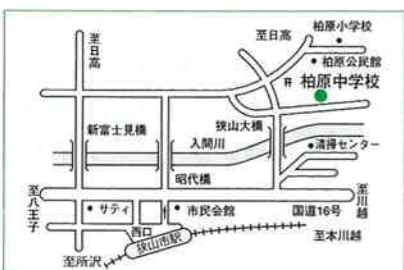 至日高
至日高
柏原小学校
柏原公民館
柏原中学校
新富士見橋
狭山大橋
入間川
清掃センター
昭代橋
至八王子
至川越
サティ
市民会館
国道16号
西口
狭山市駅
至所沢
至本川越